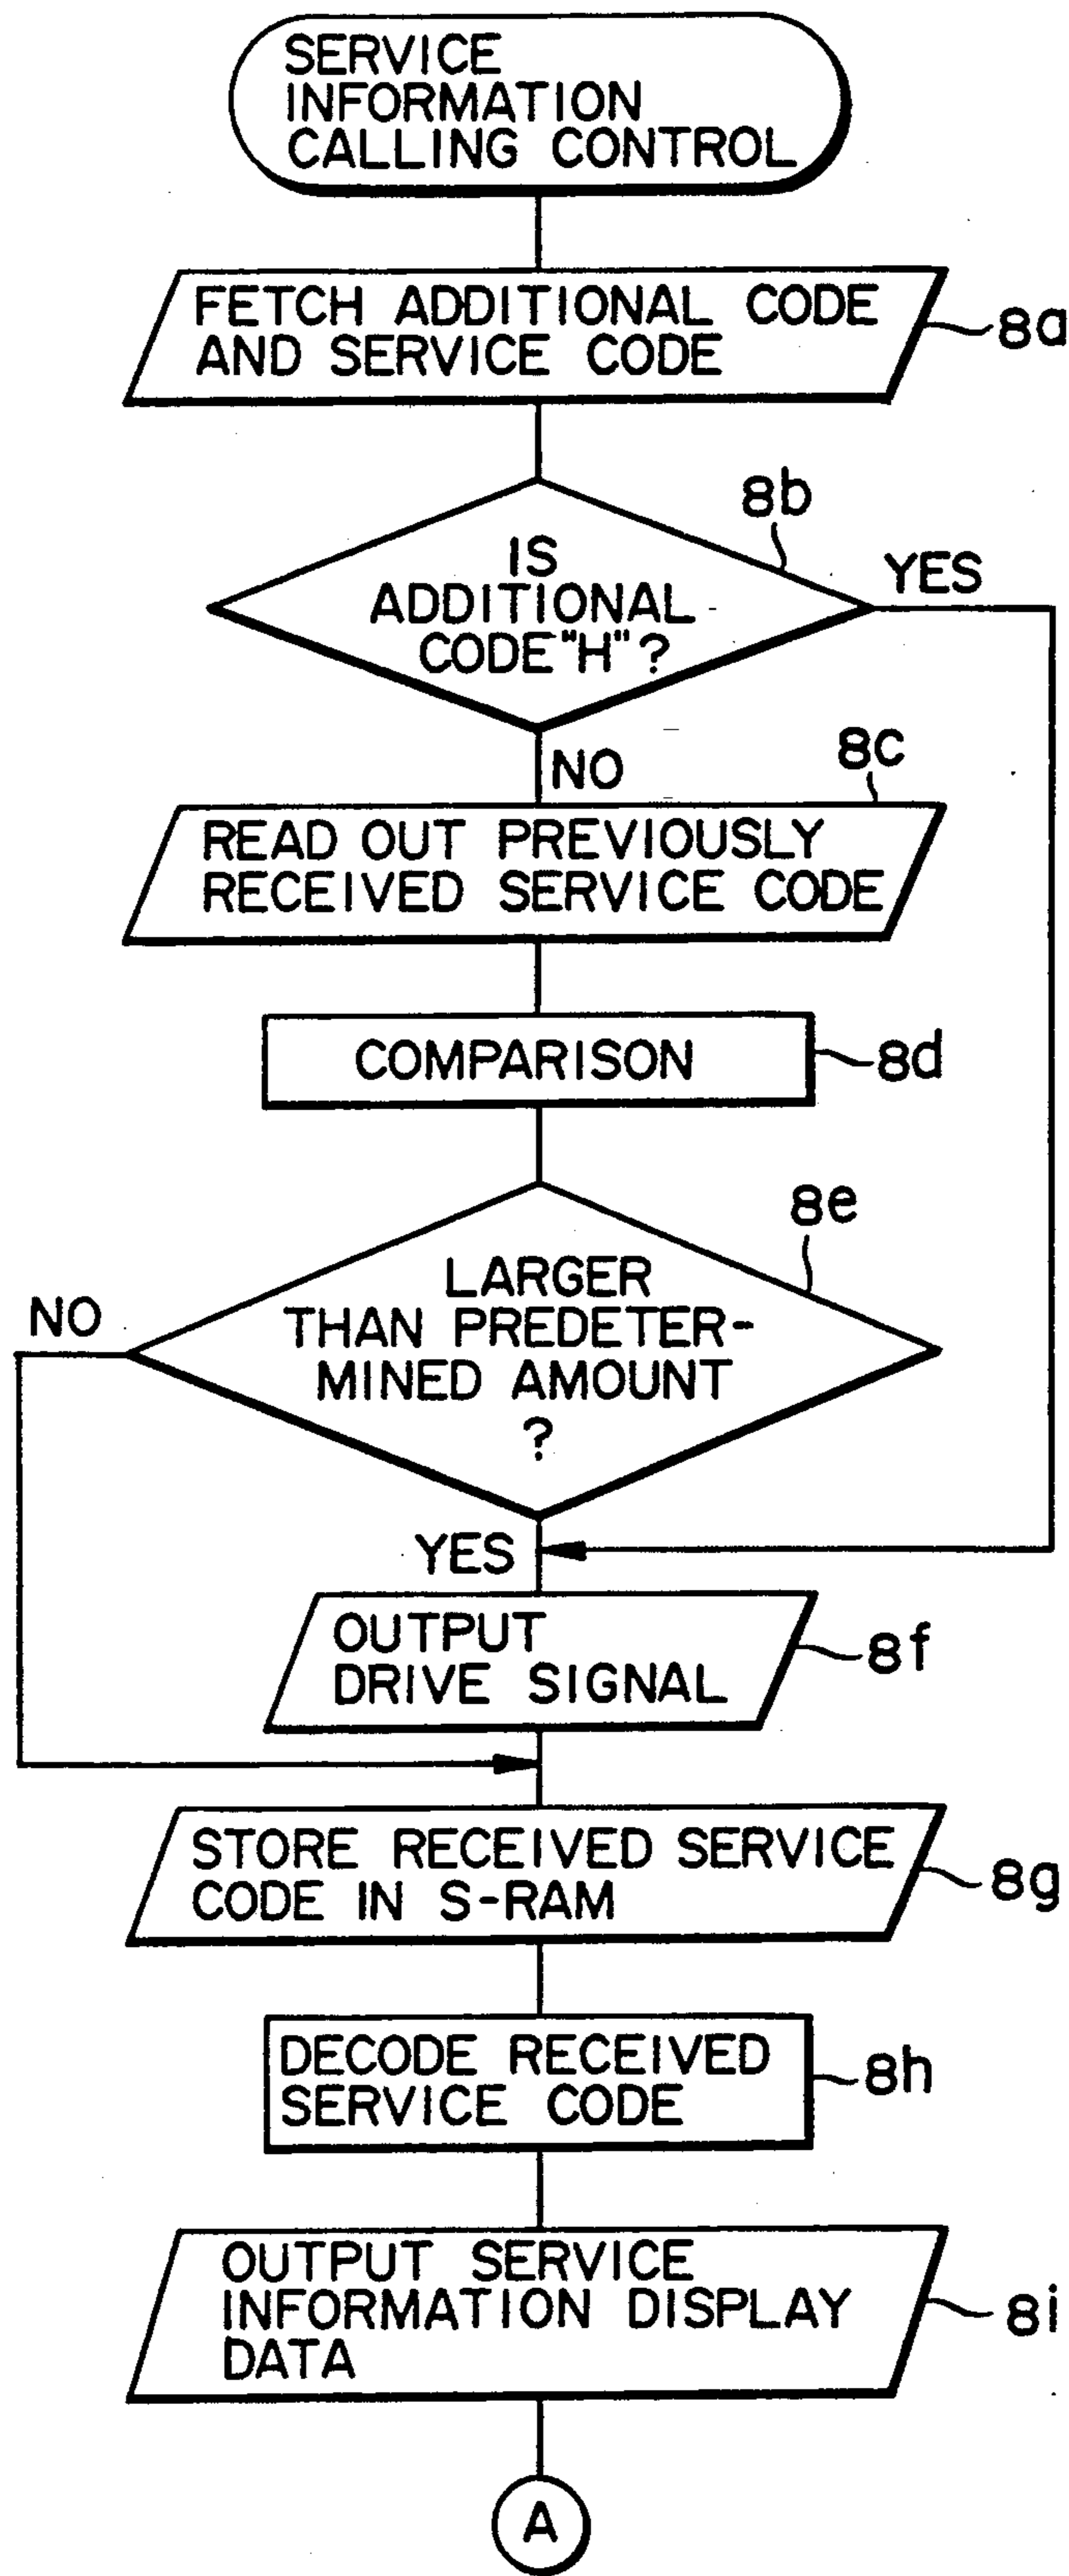 SERVICE
INFORMATION
CALLING CONTROL
FETCH ADDITIONAL CODE
AND SERVICE CODE
8a
8b
IS
ADDITIONAL
CODE"H"?
YES
NO
8c
READ OUT PREVIOUSLY
RECEIVED SERVICE CODE
COMPARISON
8d
8e
LARGER
THAN PREDETER-
MINED AMOUNT
?
NO
YES
OUTPUT
DRIVE SIGNAL
8f
STORE RECEIVED SERVICE
CODE IN S-RAM
8g
DECODE RECEIVED
SERVICE CODE
8h
OUTPUT SERVICE
INFORMATION DISPLAY
DATA
8i
A